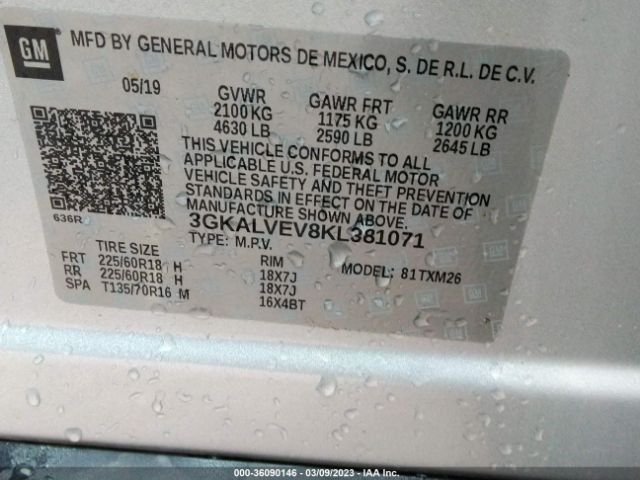 GM
MFD BY GENERAL MOTORS DE MEXICO, S. DE R.L. DE C.V.
05/19 GVWR GAWR FRT GAWR RR
2100 KG 1175 KG 1200 KG
4630 LB 2590 LB 2645 LB
THIS VEHICLE CONFORMS TO ALL
APPLICABLE U.S. FEDERAL MOTOR
VEHICLE SAFETY AND THEFT PREVENTION
STANDARDS IN EFFECT ON THE DATE OF
MANUFACTURE SHOWN ABOVE.
636R
3GKALVEV8KL381071
TYPE: M.P.V.
MODEL: 81TXM26
TIRE SIZE RIM
FRT 225/60R18 H 18X7J
RR 225/60R18 H 18X7J
SPA T135/70R16 M 16X4BT
000-36090146 - 03/09/2023 - IAA Inc.